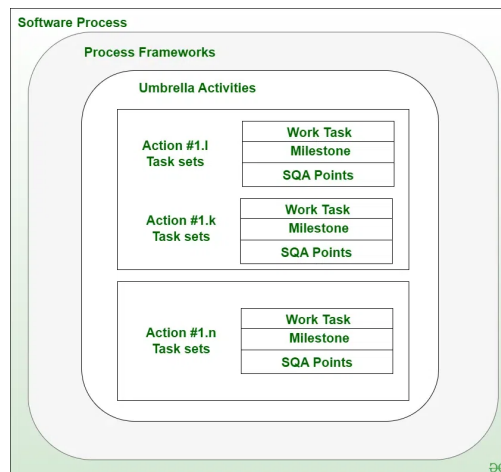 Software Process
Process Frameworks
Umbrella Activities
Action #1.l
Task sets
Work Task
Milestone
SQA Points
Action #1.k
Task sets
Work Task
Milestone
SQA Points
Action #1.n
Task sets
Work Task
Milestone
SQA Points